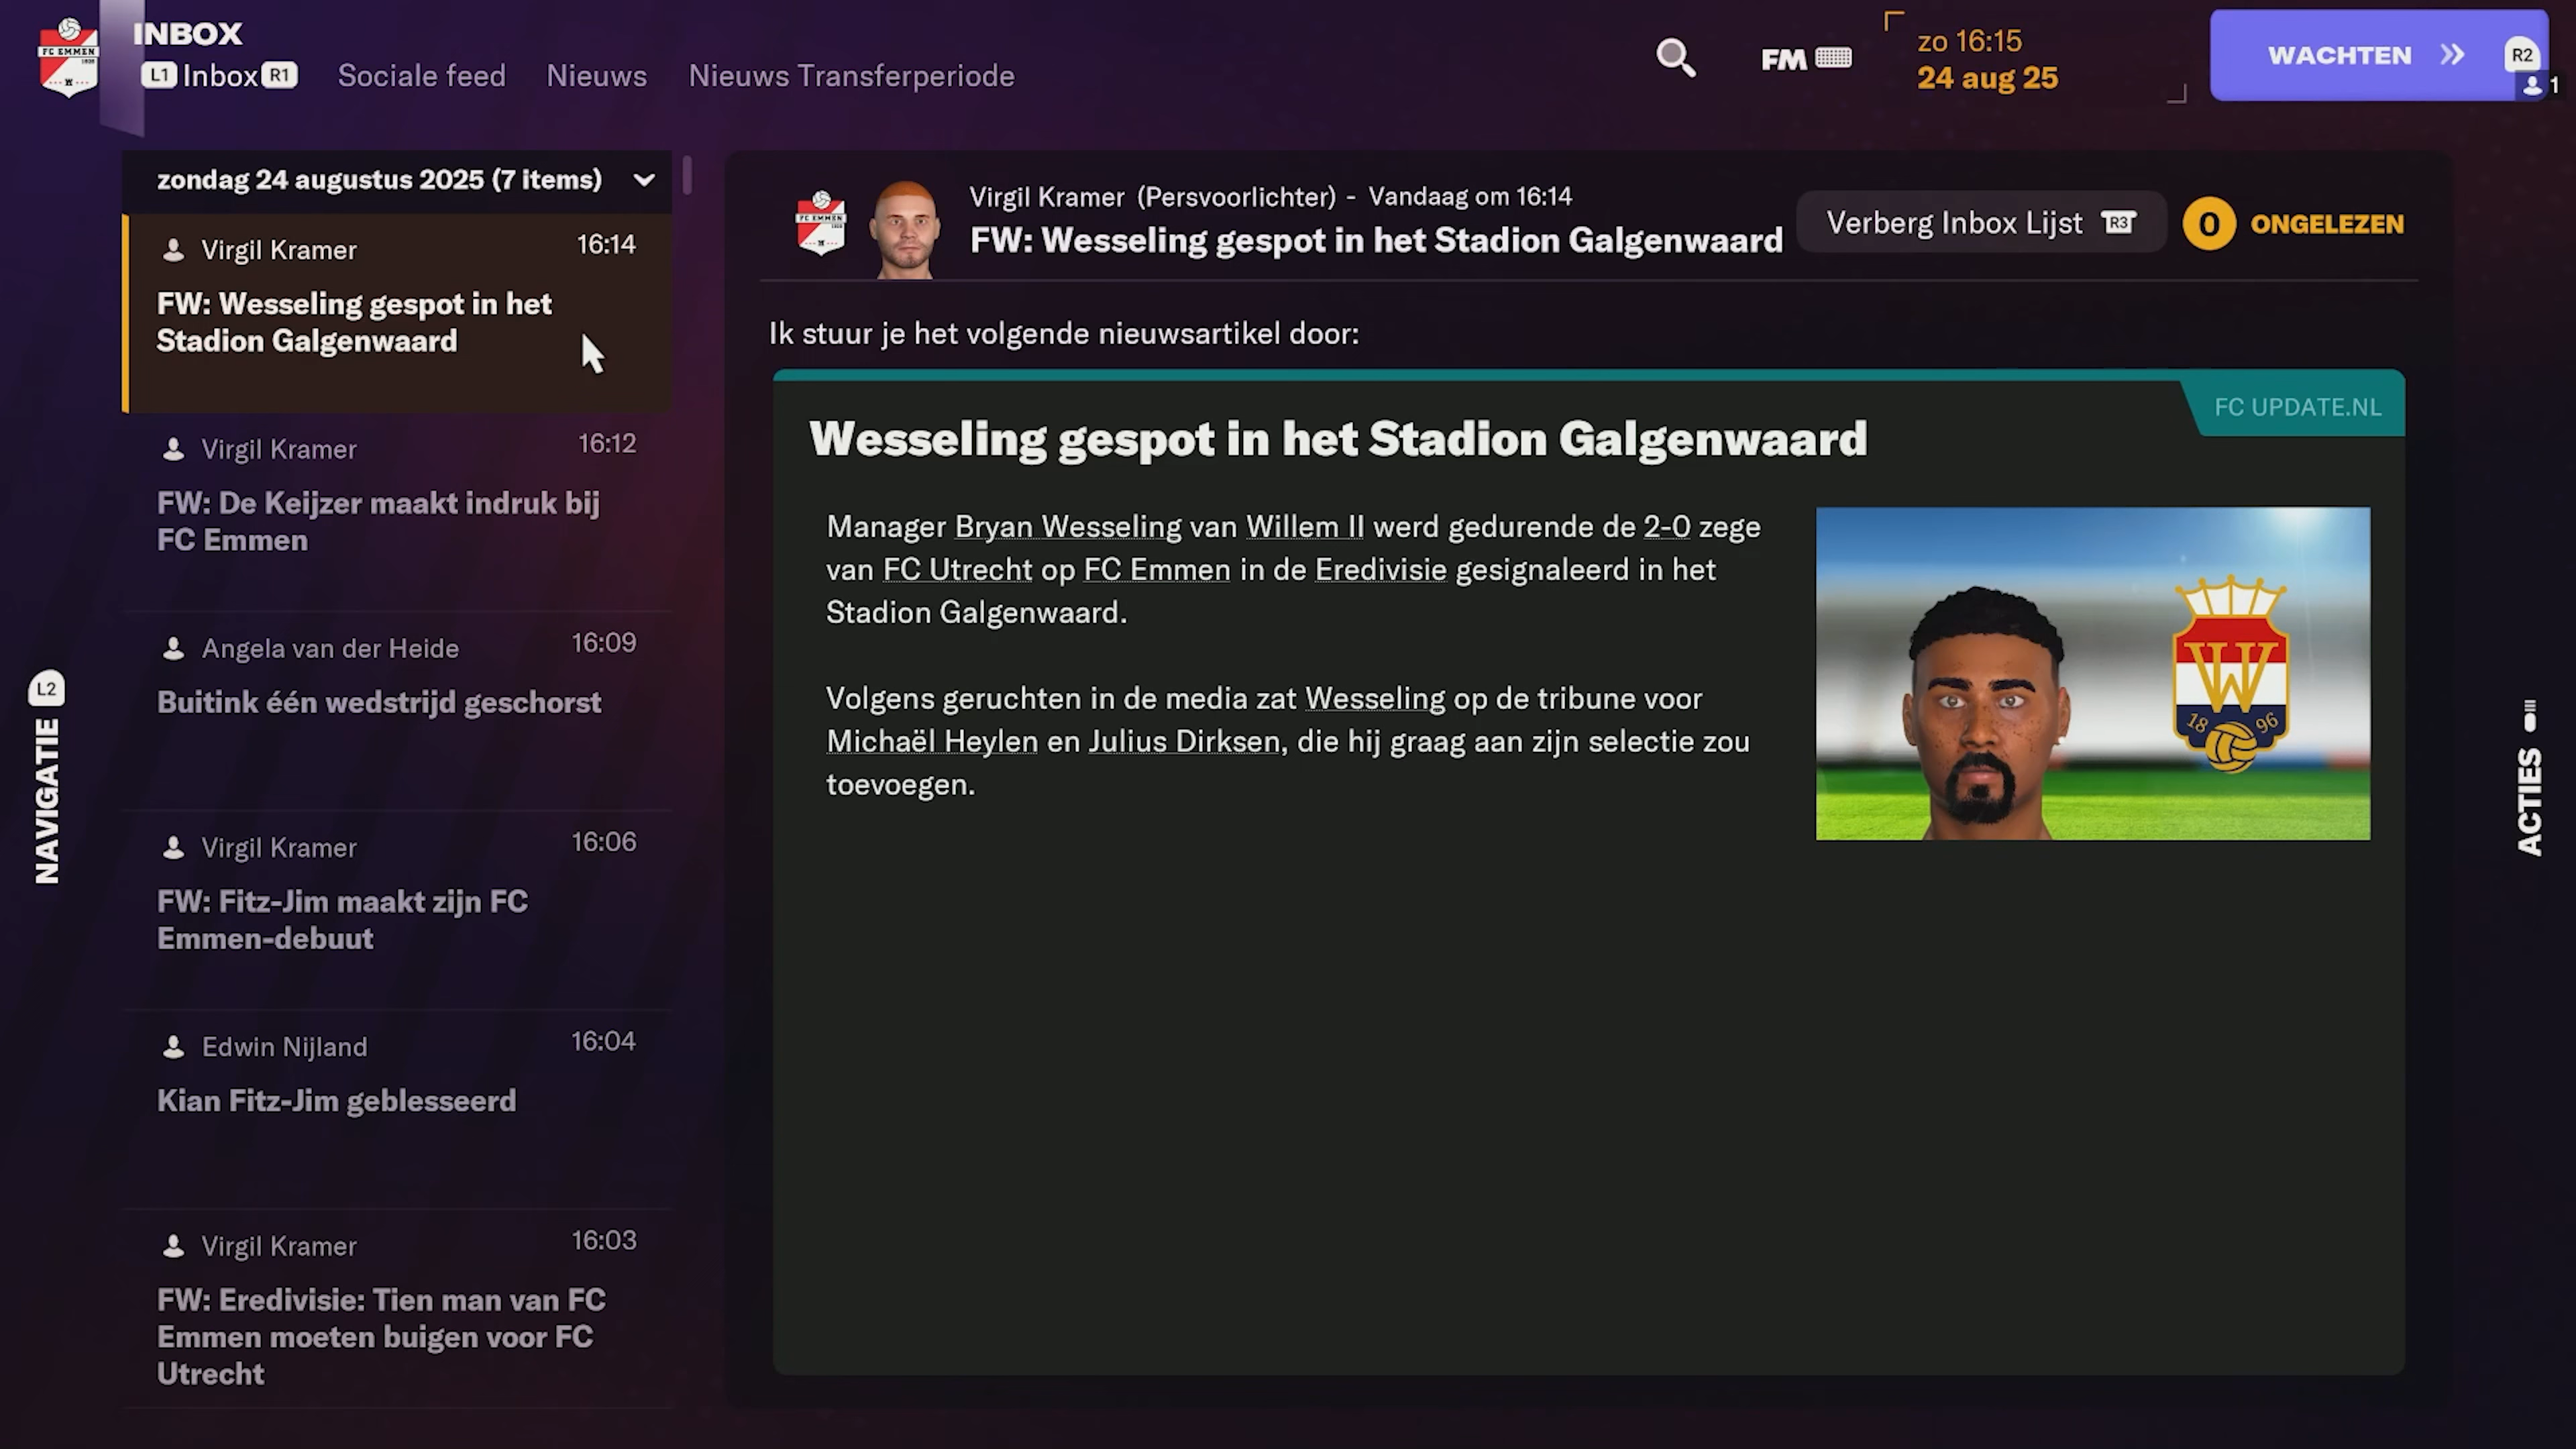 INBOX
L1 Inbox R1 Sociale feed Nieuws Nieuws Transferperiode
FM
zo 16:15
24 aug 25
WACHTEN R2
1
FC EMMEN
zondag 24 augustus 2025 (7 items)
Virgil Kramer 16:14
FW: Wesseling gespot in het
Stadion Galgenwaard
Virgil Kramer 16:12
FW: De Keijzer maakt indruk bij
FC Emmen
Angela van der Heide 16:09
Buitink één wedstrijd geschorst
Virgil Kramer 16:06
FW: Fitz-Jim maakt zijn FC
Emmen-debuut
Edwin Nijland 16:04
Kian Fitz-Jim geblesseerd
Virgil Kramer 16:03
FW: Eredivisie: Tien man van FC
Emmen moeten buigen voor FC
Utrecht
L2
NAVIGATIE
FC EMMEN
Virgil Kramer (Persvoorlichter) - Vandaag om 16:14
FW: Wesseling gespot in het Stadion Galgenwaard
Verberg Inbox Lijst R3
0 ONGELEZEN
Ik stuur je het volgende nieuwsartikel door:
FC UPDATE.NL
Wesseling gespot in het Stadion Galgenwaard
Manager Bryan Wesseling van Willem II werd gedurende de 2-0 zege
van FC Utrecht op FC Emmen in de Eredivisie gesignaleerd in het
Stadion Galgenwaard.
Volgens geruchten in de media zat Wesseling op de tribune voor
Michaël Heylen en Julius Dirksen, die hij graag aan zijn selectie zou
toevoegen.
W
18 96
ACTIES